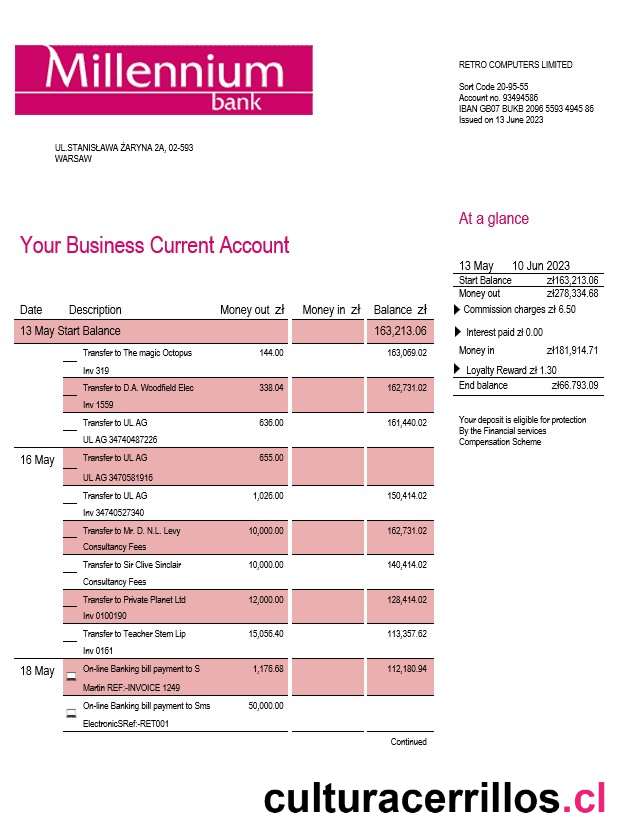 Millennium
bank
RETRO COMPUTERS LIMITED
Sort Code 20-95-55
Account no. 93494586
IBAN GB07 BUKB 2096 5593 4945 86
Issued on 13 June 2023
UL.STANISŁAWA ŻARYNA 2A, 02-593
WARSAW
At a glance
Your Business Current Account
13 May 10 Jun 2023
Start Balance zł163,213.06
Money out zł278,334.68
Commission charges zł 6.50
Interest paid zł 0.00
Money in zł181,914.71
Loyalty Reward zł 1.30
End balance zł66.793.09
Your deposit is eligible for protection
By the Financial services
Compensation Scheme
Date Description Money out zł Money in zł Balance zł
13 May Start Balance 163,213.06
Transfer to The magic Octopus 144.00 163,069.02
Inv 319
Transfer to D.A. Woodfield Elec 338.04 162,731.02
Inv 1559
Transfer to UL AG 636.00 161,440.02
UL AG 34740487226
16 May Transfer to UL AG 655.00
UL AG 3470581916
Transfer to UL AG 1,026.00 150,414.02
Inv 34740527340
Transfer to Mr. D. N.L. Levy 10,000.00 162,731.02
Consultancy Fees
Transfer to Sir Clive Sinclair 10,000.00 140,414.02
Consultancy Fees
Transfer to Private Planet Ltd 12,000.00 128,414.02
Inv 0100190
Transfer to Teacher Stem Lip 15,056.40 113,357.62
Inv 0161
18 May On-line Banking bill payment to S 1,176.68 112,180.94
Martin REF:-INVOICE 1249
On-line Banking bill payment to Sms 50,000.00
ElectronicSRef:-RET001
Continued
culturacerrillos.cl